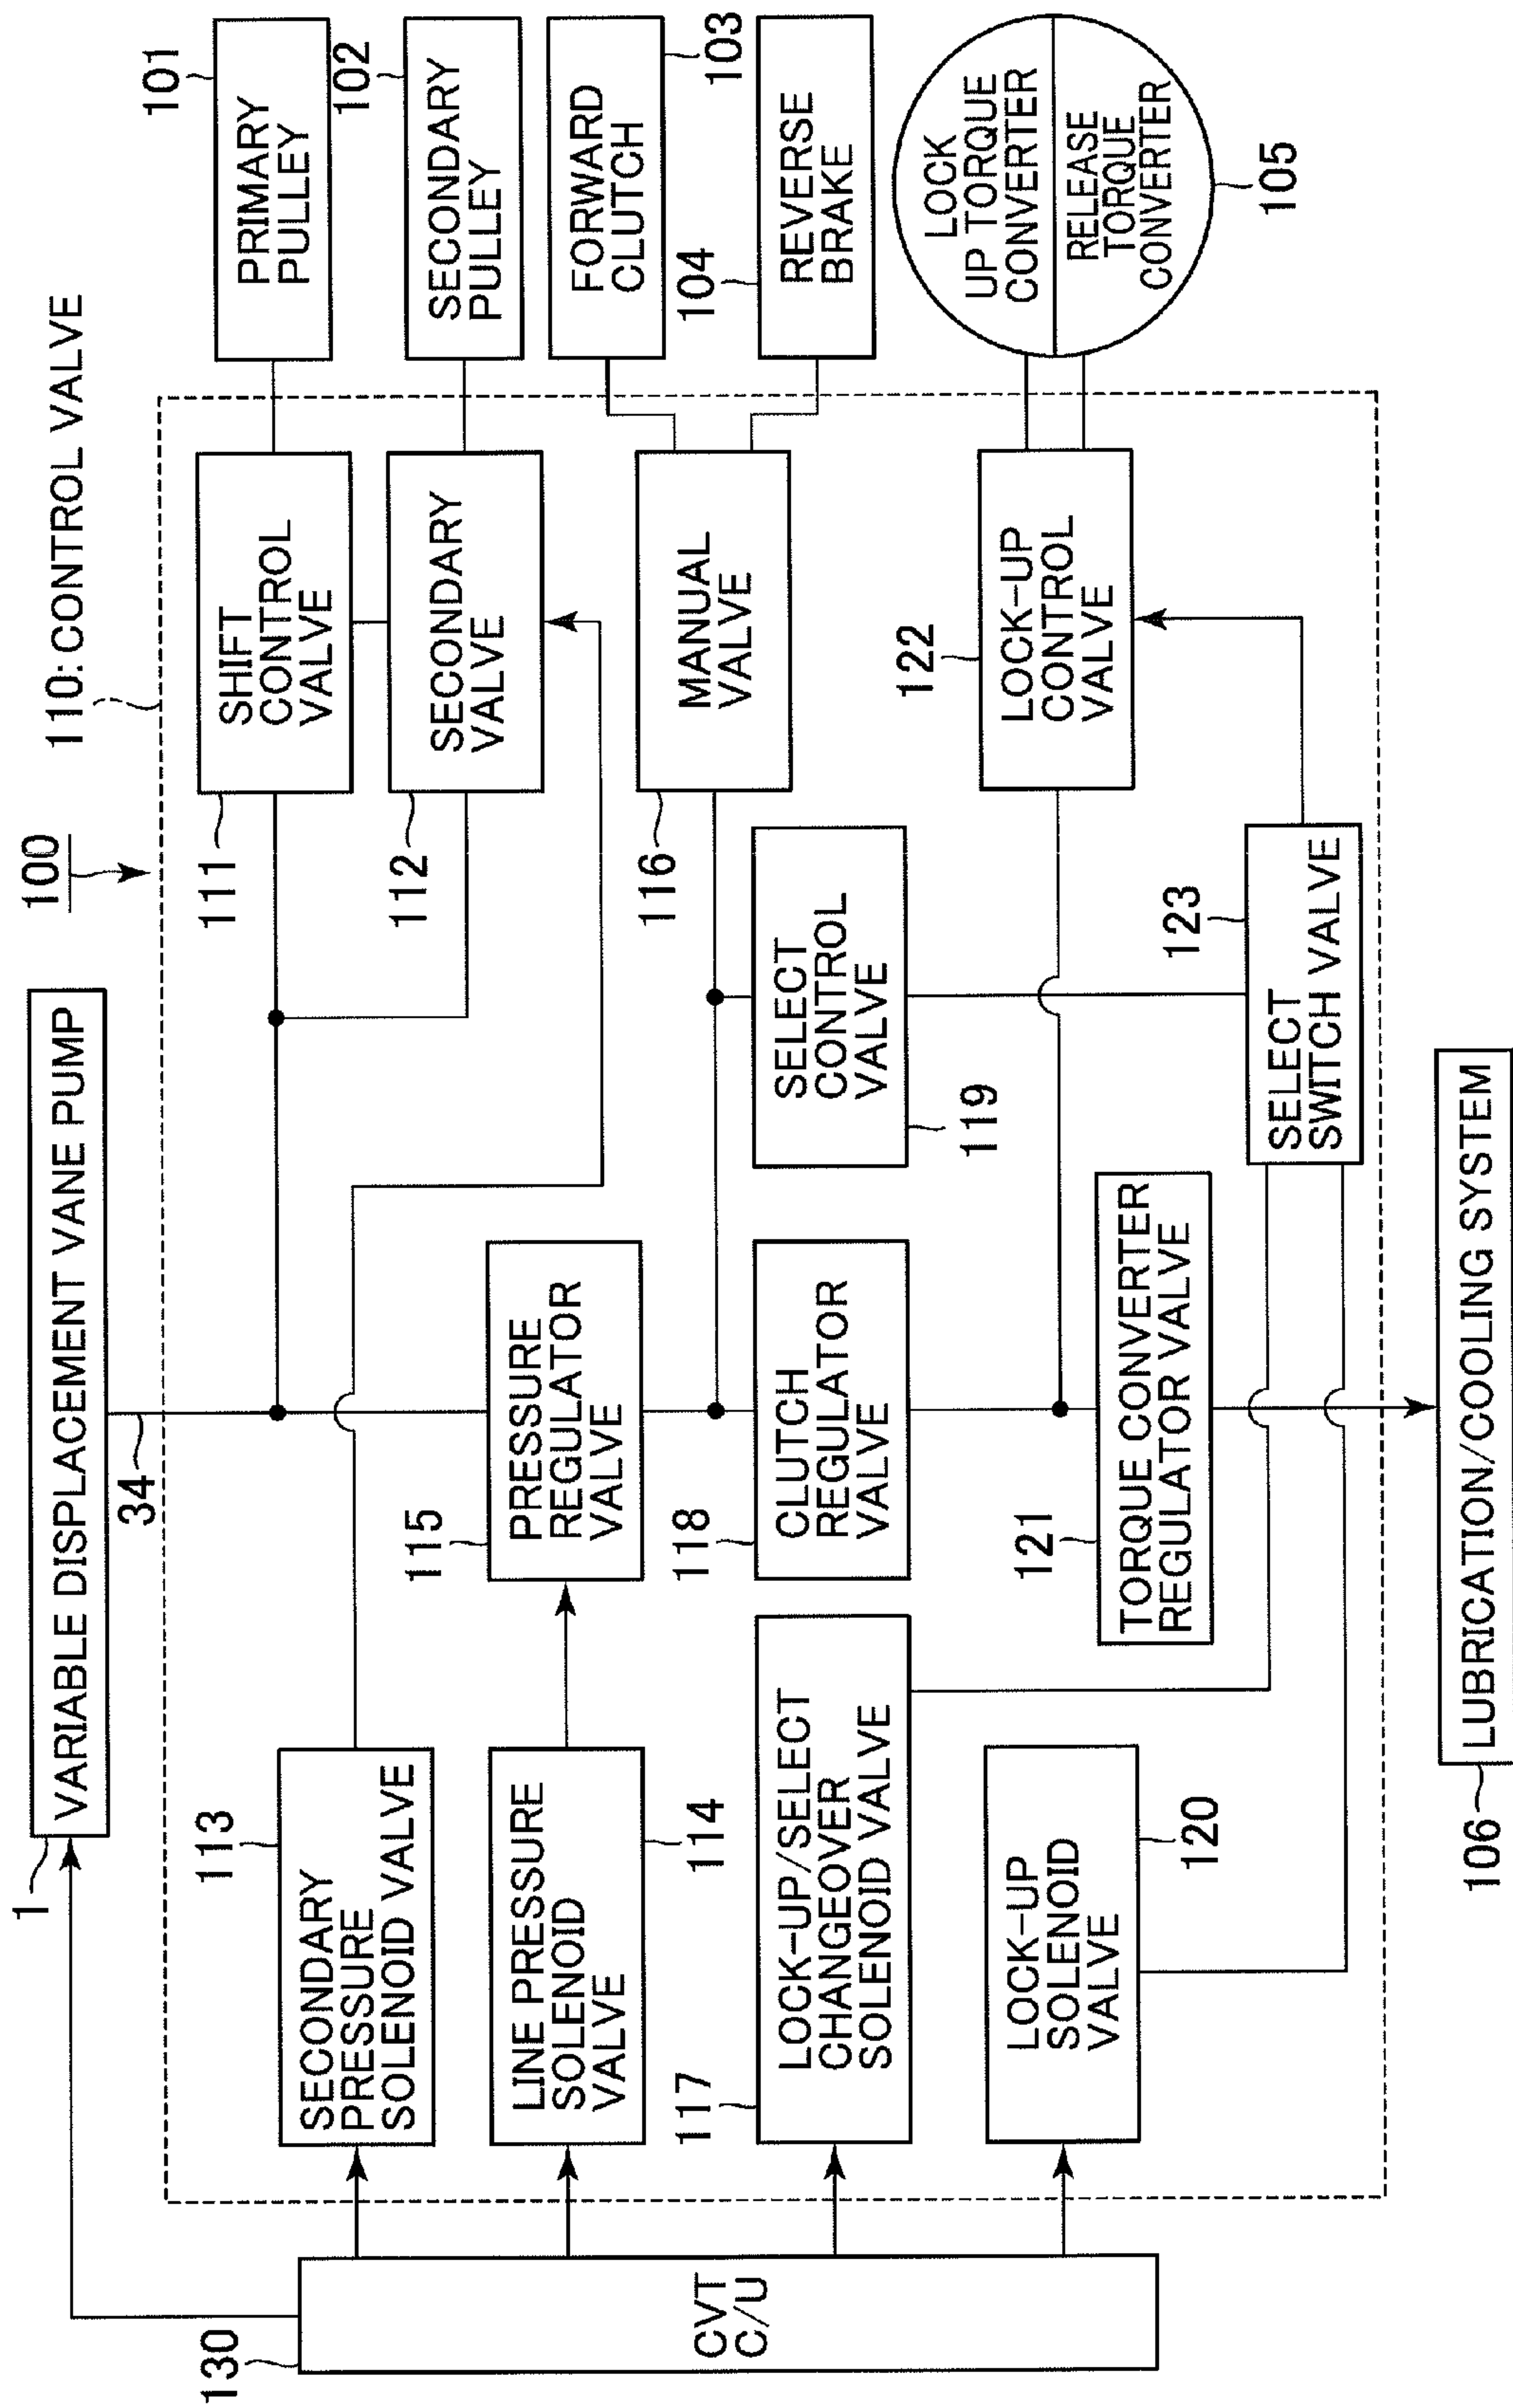 100
110: CONTROL VALVE
1
VARIABLE DISPLACEMENT VANE PUMP
34
130
CVT
C/U
113
SECONDARY
PRESSURE
SOLENOID VALVE
LINE PRESSURE
SOLENOID
VALVE
114
117
LOCK-UP/SELECT
CHANGEOVER
SOLENOID VALVE
LOCK-UP
SOLENOID
VALVE
120
115
PRESSURE
REGULATOR
VALVE
118
CLUTCH
REGULATOR
VALVE
121
TORQUE CONVERTER
REGULATOR VALVE
SELECT
CONTROL
VALVE
119
123
SELECT
SWITCH VALVE
111
SHIFT
CONTROL
VALVE
112
SECONDARY
VALVE
116
MANUAL
VALVE
122
LOCK-UP
CONTROL
VALVE
101
PRIMARY
PULLEY
102
SECONDARY
PULLEY
FORWARD
CLUTCH
103
104
REVERSE
BRAKE
LOCK
UP TORQUE
CONVERTER
RELEASE
TORQUE
CONVERTER
105
106
LUBRICATION/COOLING SYSTEM